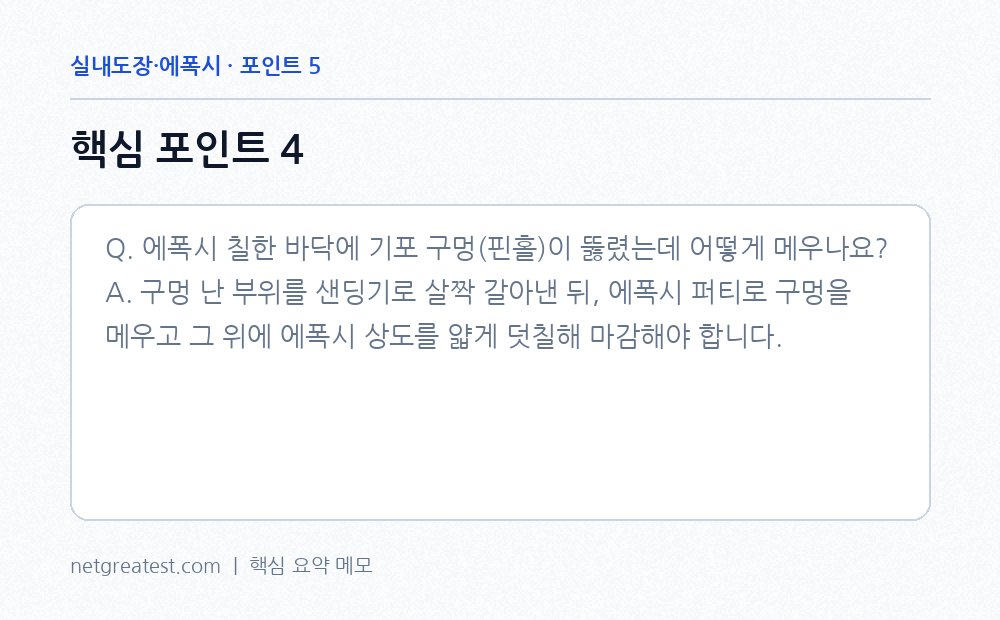 실내도장·에폭시 · 포인트 5
핵심 포인트 4
Q. 에폭시 칠한 바닥에 기포 구멍(핀홀)이 뚫렸는데 어떻게 메우나요?
A. 구멍 난 부위를 샌딩기로 살짝 갈아낸 뒤, 에폭시 퍼티로 구멍을
메우고 그 위에 에폭시 상도를 얇게 덧칠해 마감해야 합니다.
netgreatest.com | 핵심 요약 메모